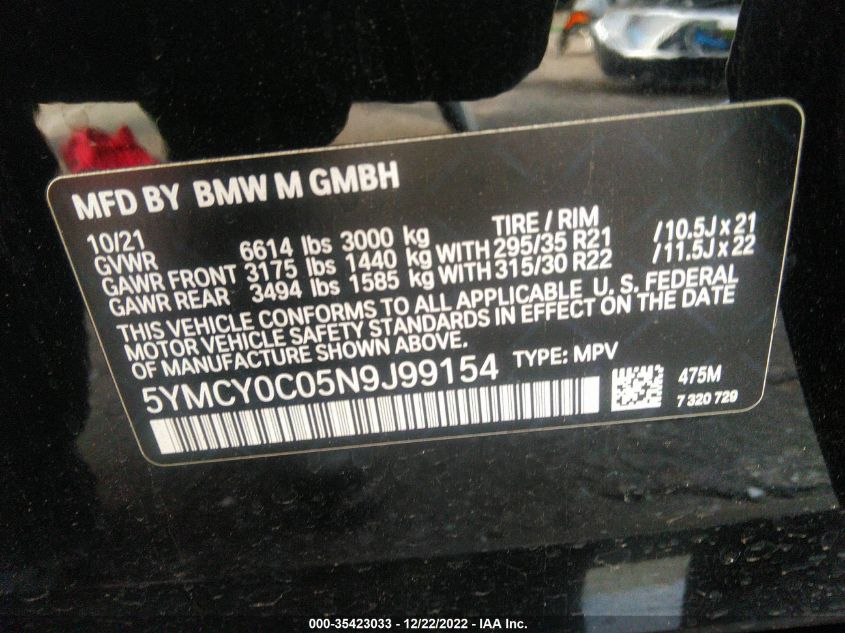 MFD BY BMW M GMBH
10/21 TIRE / RIM
GVWR 6614 lbs 3000 kg
GAWR FRONT 3175 lbs 1440 kg WITH 295/35 R21 /10.5J x 21
GAWR REAR 3494 lbs 1585 kg WITH 315/30 R22 /11.5J x 22
THIS VEHICLE CONFORMS TO ALL APPLICABLE U. S. FEDERAL
MOTOR VEHICLE SAFETY STANDARDS IN EFFECT ON THE DATE
OF MANUFACTURE SHOWN ABOVE.
5YMCY0C05N9J99154 TYPE: MPV
475M
7 320 729
000-35423033 - 12/22/2022 - IAA Inc.